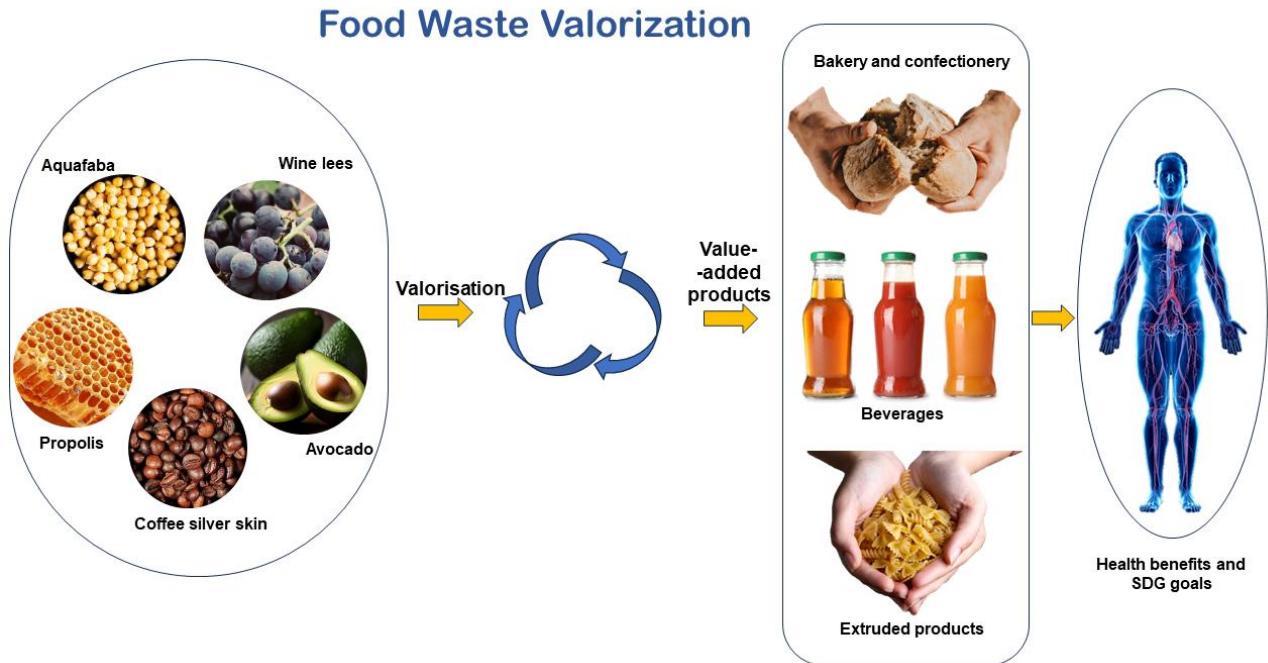 Food Waste Valorization
Aquafaba
Wine lees
Propolis
Avocado
Coffee silver skin
Valorisation
Value-
-added
products
Bakery and confectionery
Beverages
Extruded products
Health benefits and
SDG goals